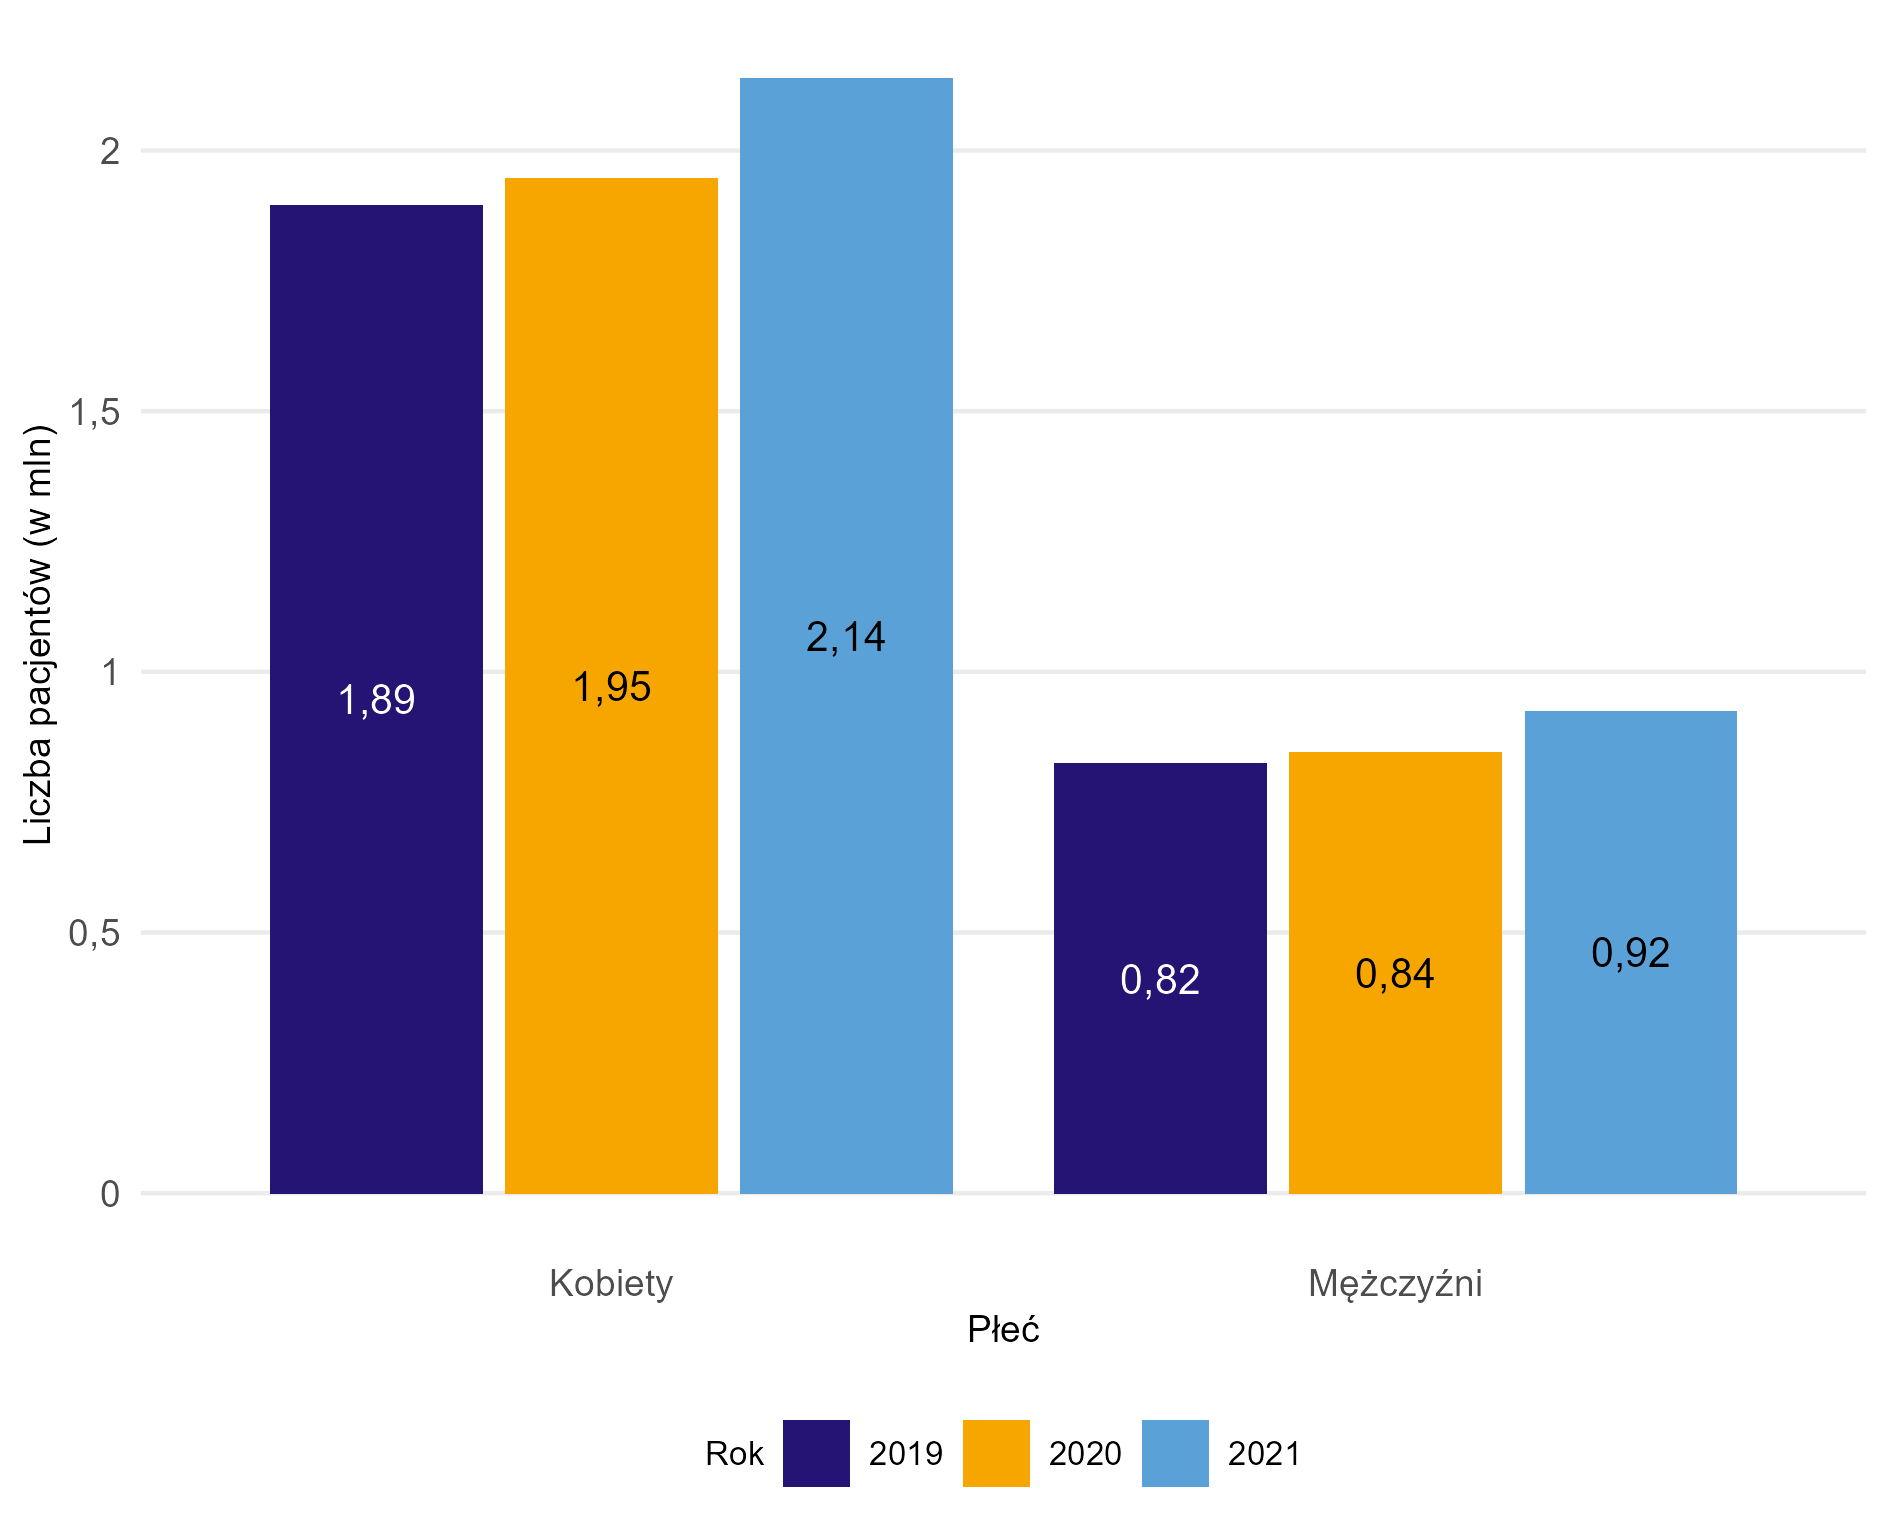 Liczba pacjentów (w mln)
2
1,5
1
0,5
0
1,89
1,95
2,14
0,82
0,84
0,92
Kobiety
Mężczyźni
Płeć
Rok 2019 2020 2021